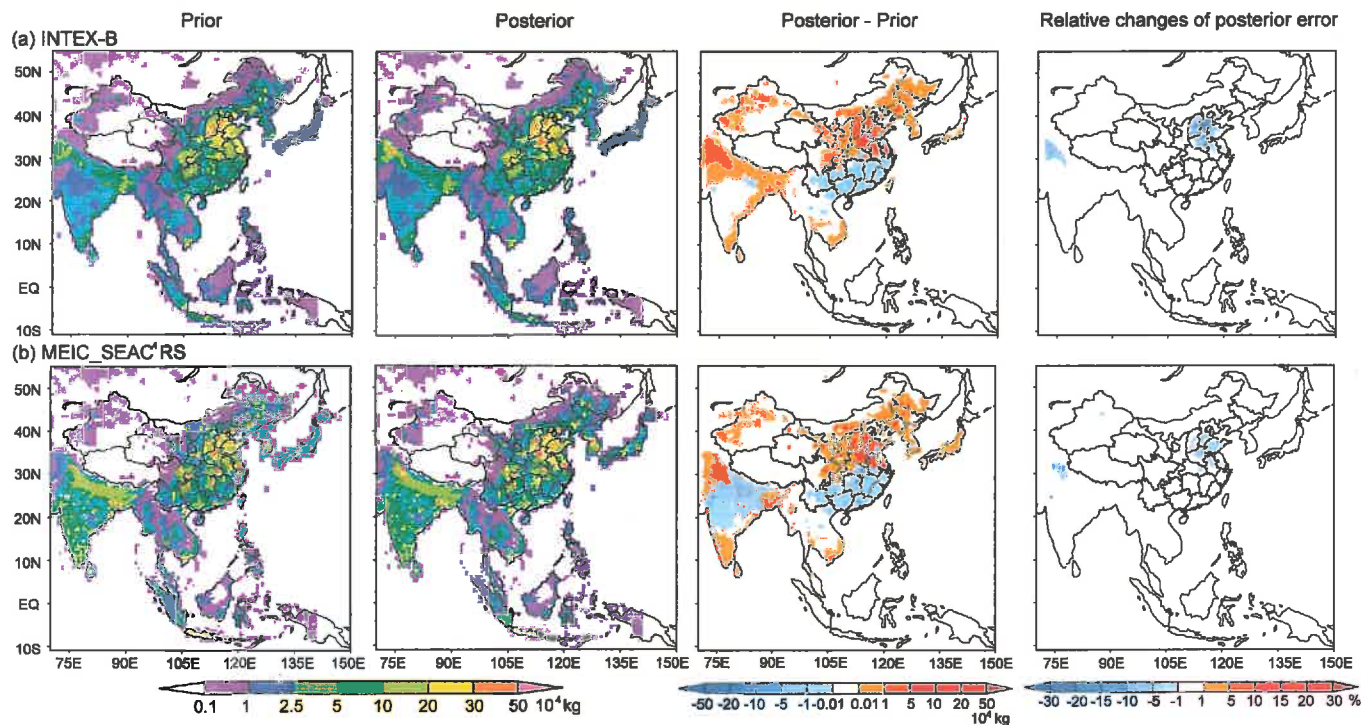 Prior Posterior Posterior - Prior Relative changes of posterior error
(a) INTEX-B
50N
40N
30N
20N
10N
EQ
10S
(b) MEIC_SEAC⁴RS
50N
40N
30N
20N
10N
EQ
10S
75E 90E 105E 120E 135E 150E 75E 90E 105E 120E 135E 150E 75E 90E 105E 120E 135E 150E 75E 90E 105E 120E 135E 150E
0.1 1 2.5 5 10 20 30 50 10⁴ kg -50 -20 -10 -5 -1 -0.01 0.01 1 5 10 20 50 -30 -20 -15 -10 -5 -1 1 5 10 15 20 30 %
10⁴ kg